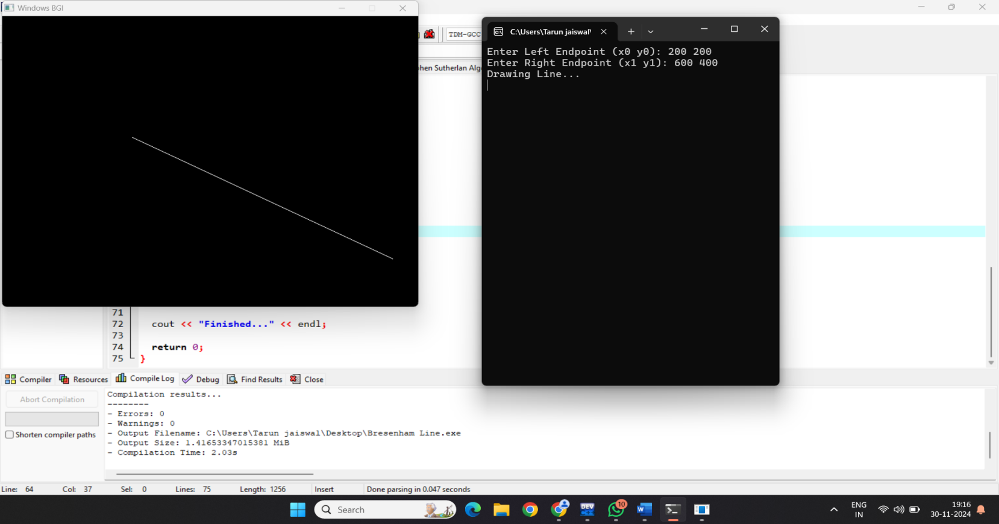 Windows BGI
TDM-GCC
hen Sutherlan Alg
C:\Users\Tarun jaiswal\
Enter Left Endpoint (x0 y0): 200 200
Enter Right Endpoint (x1 y1): 600 400
Drawing Line...
71
72 cout << "Finished..." << endl;
73
74 return 0;
75 }
Compiler Resources Compile Log Debug Find Results Close
Abort Compilation
Shorten compiler paths
Compilation results...
--------
- Errors: 0
- Warnings: 0
- Output Filename: C:\Users\Tarun jaiswal\Desktop\Bresenham Line.exe
- Output Size: 1.41653347015381 MiB
- Compilation Time: 2.03s
Line: 64 Col: 37 Sel: 0 Lines: 75 Length: 1256 Insert Done parsing in 0.047 seconds
Search
DEV
10
W
ENG
IN
19:16
30-11-2024